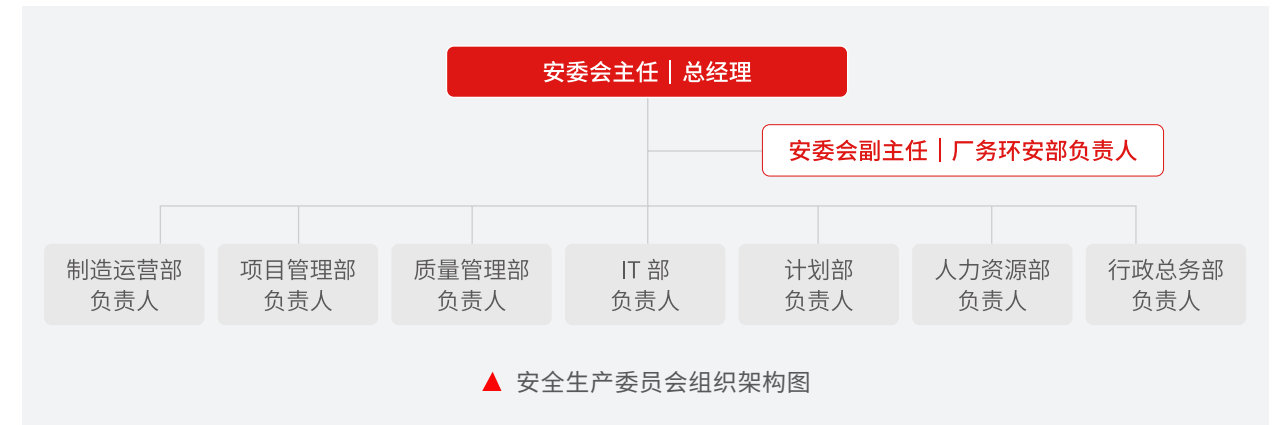 安委会主任｜总经理
安委会副主任｜厂务环安部负责人
制造运营部
负责人
项目管理部
负责人
质量管理部
负责人
IT 部
负责人
计划部
负责人
人力资源部
负责人
行政总务部
负责人
▲ 安全生产委员会组织架构图